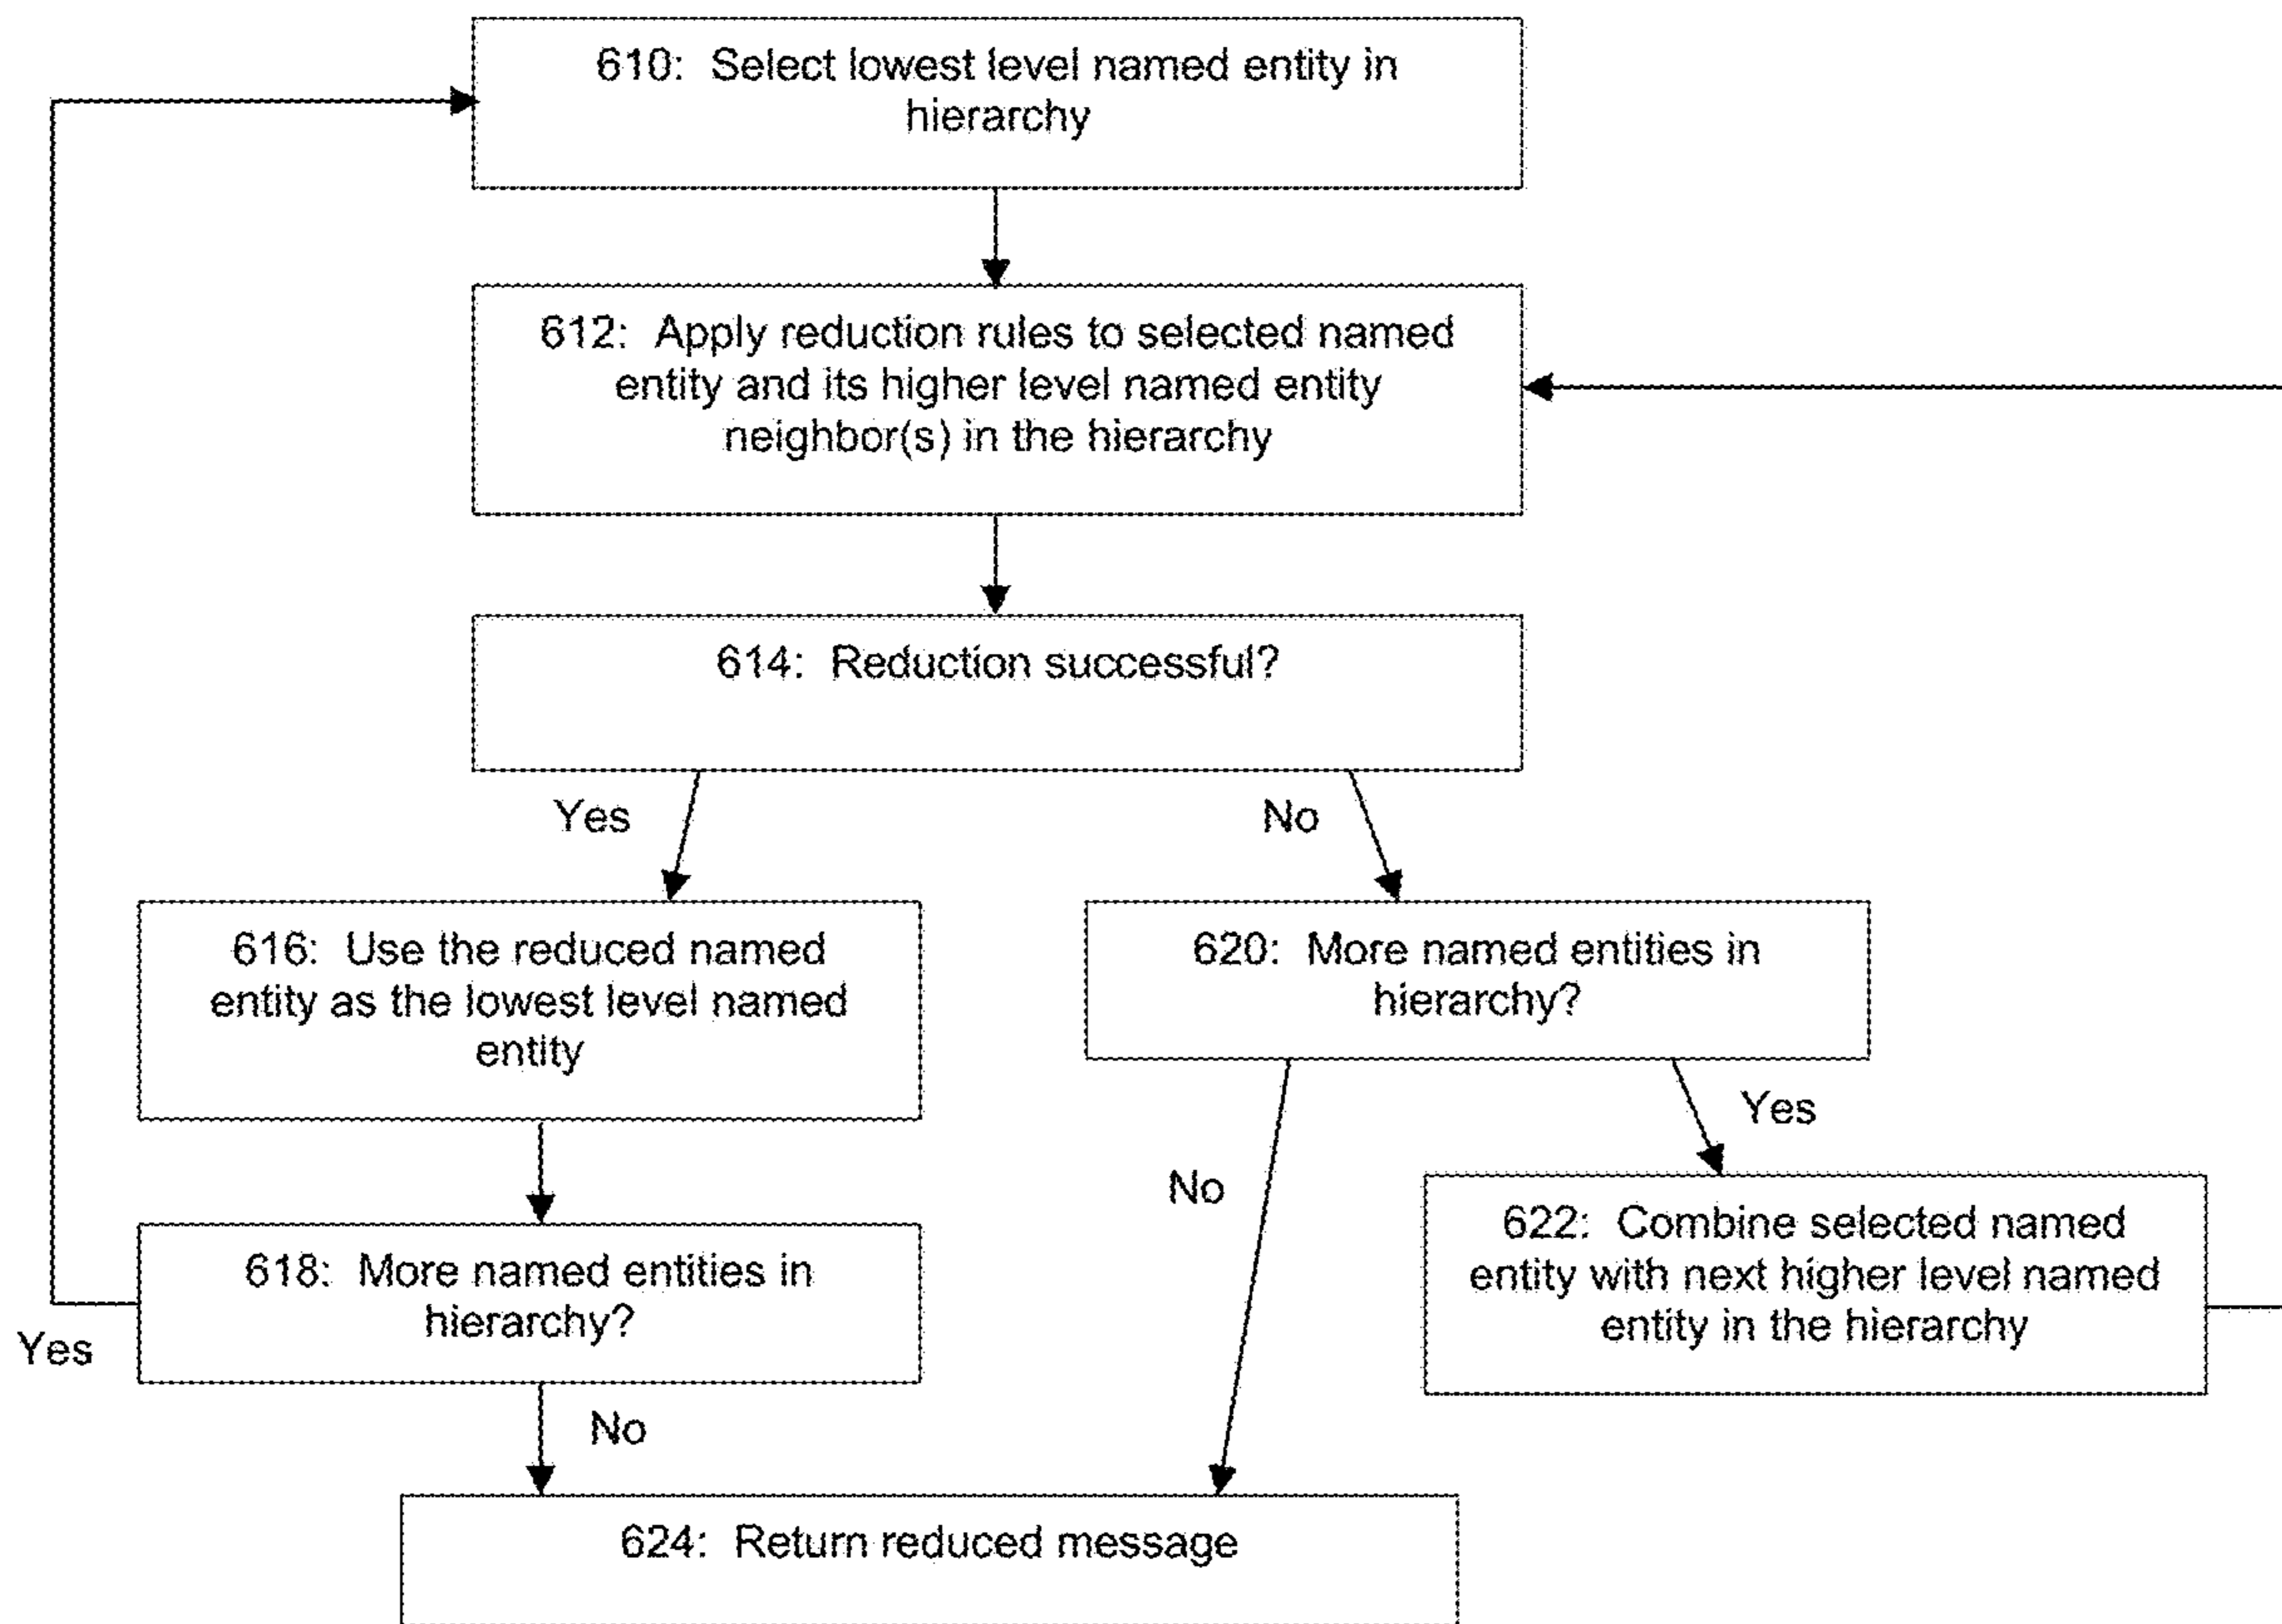 610: Select lowest level named entity in
hierarchy
612: Apply reduction rules to selected named
entity and its higher level named entity
neighbor(s) in the hierarchy
614: Reduction successful?
Yes
No
616: Use the reduced named
entity as the lowest level named
entity
620: More named entities in
hierarchy?
Yes
No
622: Combine selected named
entity with next higher level named
entity in the hierarchy
618: More named entities in
hierarchy?
Yes
No
624: Return reduced message